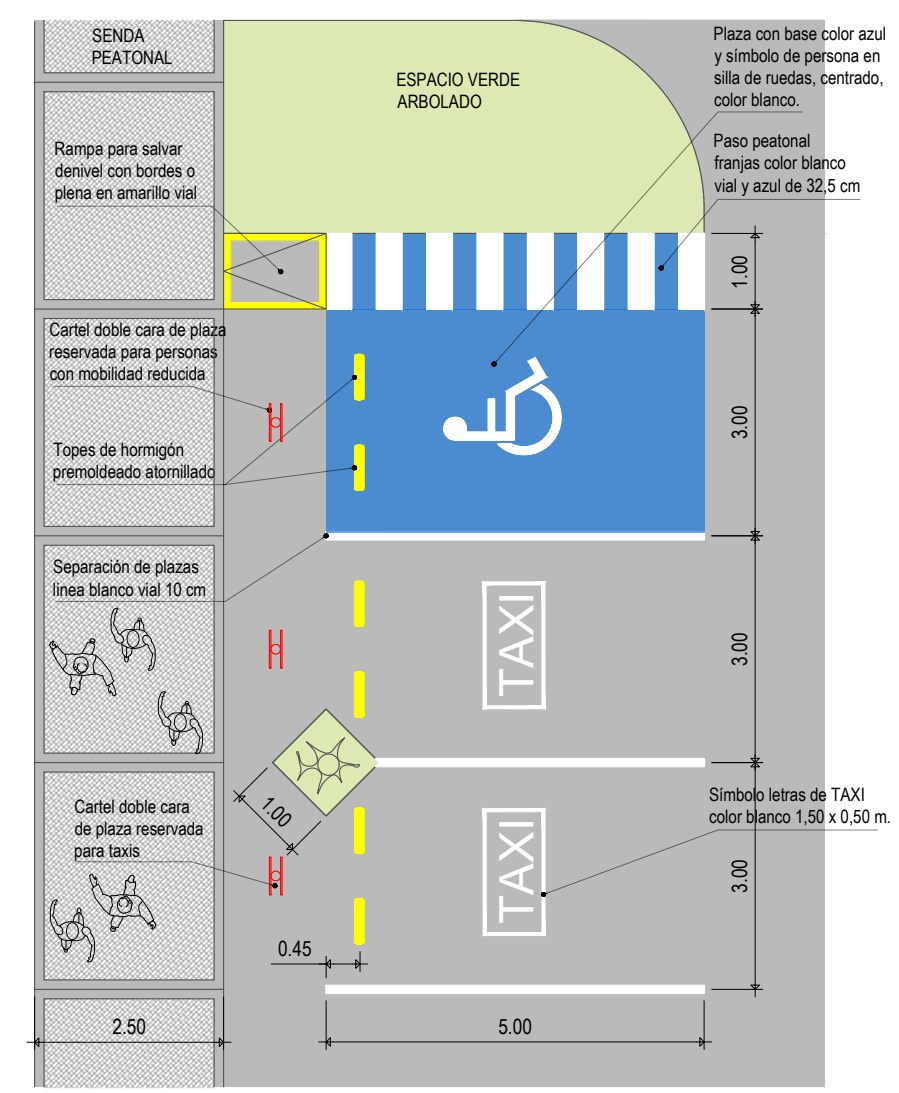 SENDA
PEATONAL
ESPACIO VERDE
ARBOLADO
Plaza con base color azul
y símbolo de persona en
silla de ruedas, centrado,
color blanco.
Paso peatonal
franjas color blanco
vial y azul de 32,5 cm
Rampa para salvar
denivel con bordes o
plena en amarillo vial
1.00
Cartel doble cara de plaza
reservada para personas
con mobilidad reducida
3.00
Topes de hormigón
premoldeado atornillado
Separación de plazas
linea blanco vial 10 cm
TAXI
3.00
1.00
Cartel doble cara
de plaza reservada
para taxis
Símbolo letras de TAXI
color blanco 1,50 x 0,50 m.
TAXI
3.00
0.45
2.50
5.00